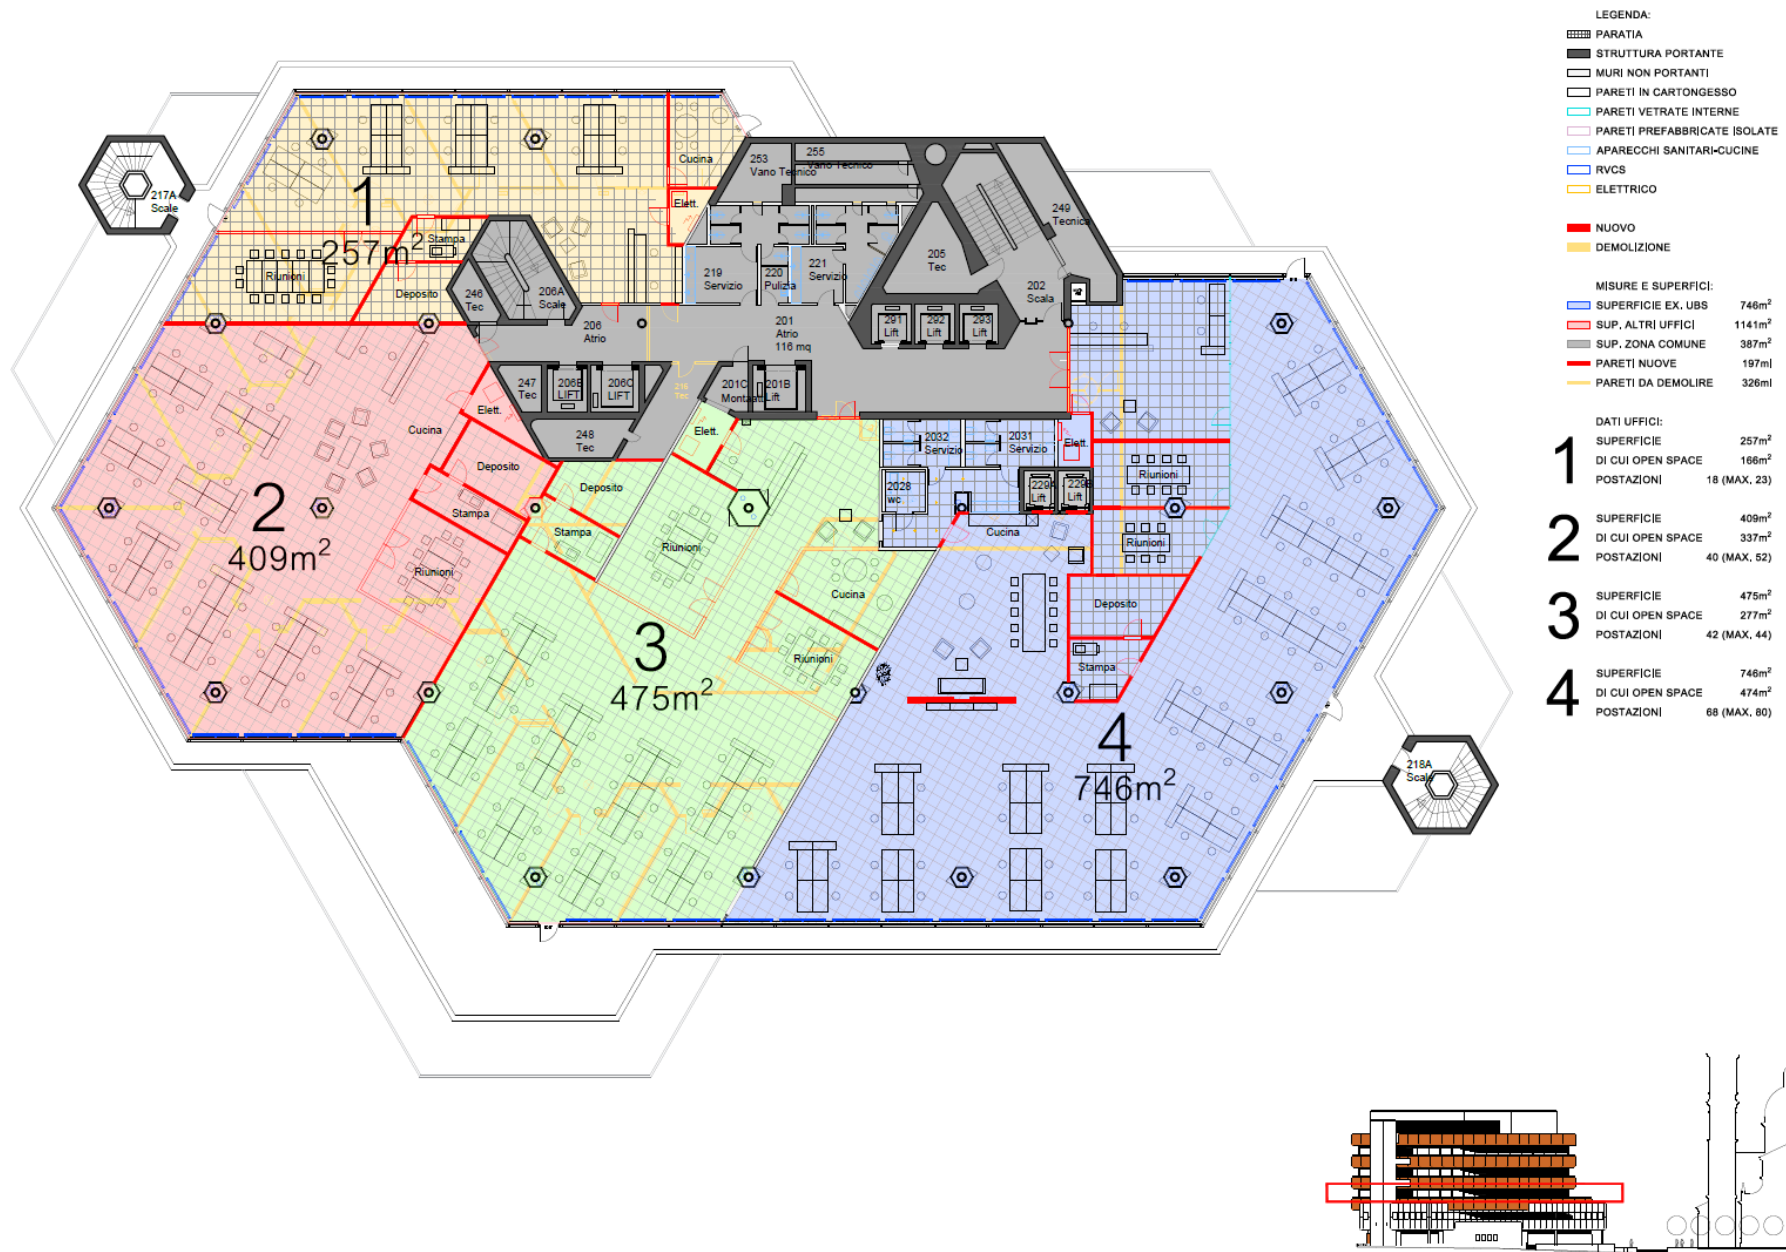 LEGENDA:
PARATIA
STRUTTURA PORTANTE
MURI NON PORTANTI
PARETI IN CARTONGESSO
PARETI VETRATE INTERNE
PARETI PREFABBRICATE ISOLATE
APARECCHI SANITARI-CUCINE
RVCS
ELETTRICO
NUOVO
DEMOLIZIONE
MISURE E SUPERFICI:
SUPERFICIE EX. UBS 746m²
SUP. ALTRI UFFICI 1141m²
SUP. ZONA COMUNE 387m²
PARETI NUOVE 197ml
PARETI DA DEMOLIRE 326ml
DATI UFFICI:
1
SUPERFICIE 257m²
DI CUI OPEN SPACE 166m²
POSTAZIONI 18 (MAX. 23)
2
SUPERFICIE 409m²
DI CUI OPEN SPACE 337m²
POSTAZIONI 40 (MAX. 52)
3
SUPERFICIE 475m²
DI CUI OPEN SPACE 277m²
POSTAZIONI 42 (MAX. 44)
4
SUPERFICIE 746m²
DI CUI OPEN SPACE 474m²
POSTAZIONI 68 (MAX. 80)
217A
Scale
1
257m²
Cucina
Elett.
Stampa
Riunioni
Deposito
253
Vano Tecnico
255
Vano Tecnico
249
Tecnica
205
Tec
219
Servizio
220
Pulizia
221
Servizio
202
Scala
246
Tec
206A
Scale
206
Atrio
201
Atrio
116 mq
291
Lift
292
Lift
293
Lift
247
Tec
206B
LIFT
206C
LIFT
216
Tec
201C
Montaat
201B
Lift
248
Tec
2
409m²
Cucina
Elett.
Deposito
Stampa
Riunioni
3
475m²
Elett.
Deposito
Stampa
Riunioni
Cucina
Riunioni
2032
Servizio
2031
Servizio
Elett.
2028
wc
229A
Lift
229B
Lift
Cucina
Riunioni
Riunioni
Deposito
Stampa
4
746m²
218A
Scale